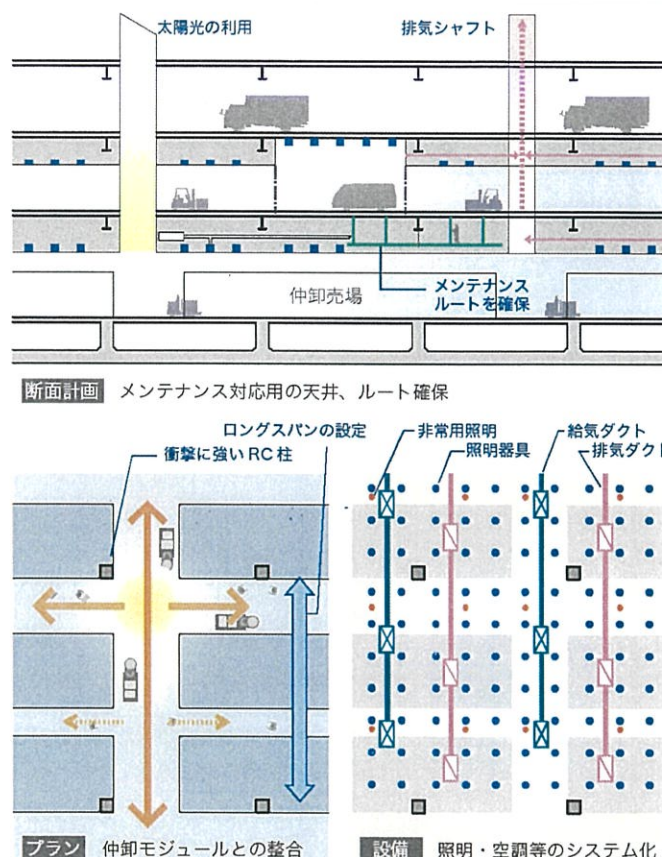 太陽光の利用
排気シャフト
メンテナンス
ルートを確保
仲卸売場
断面計画 メンテナンス対応用の天井、ルート確保
ロングスパンの設定
衝撃に強いRC柱
非常用照明
照明器具
給気ダクト
排気ダクト
プラン 仲卸モジュールとの整合
設備 照明・空調等のシステム化